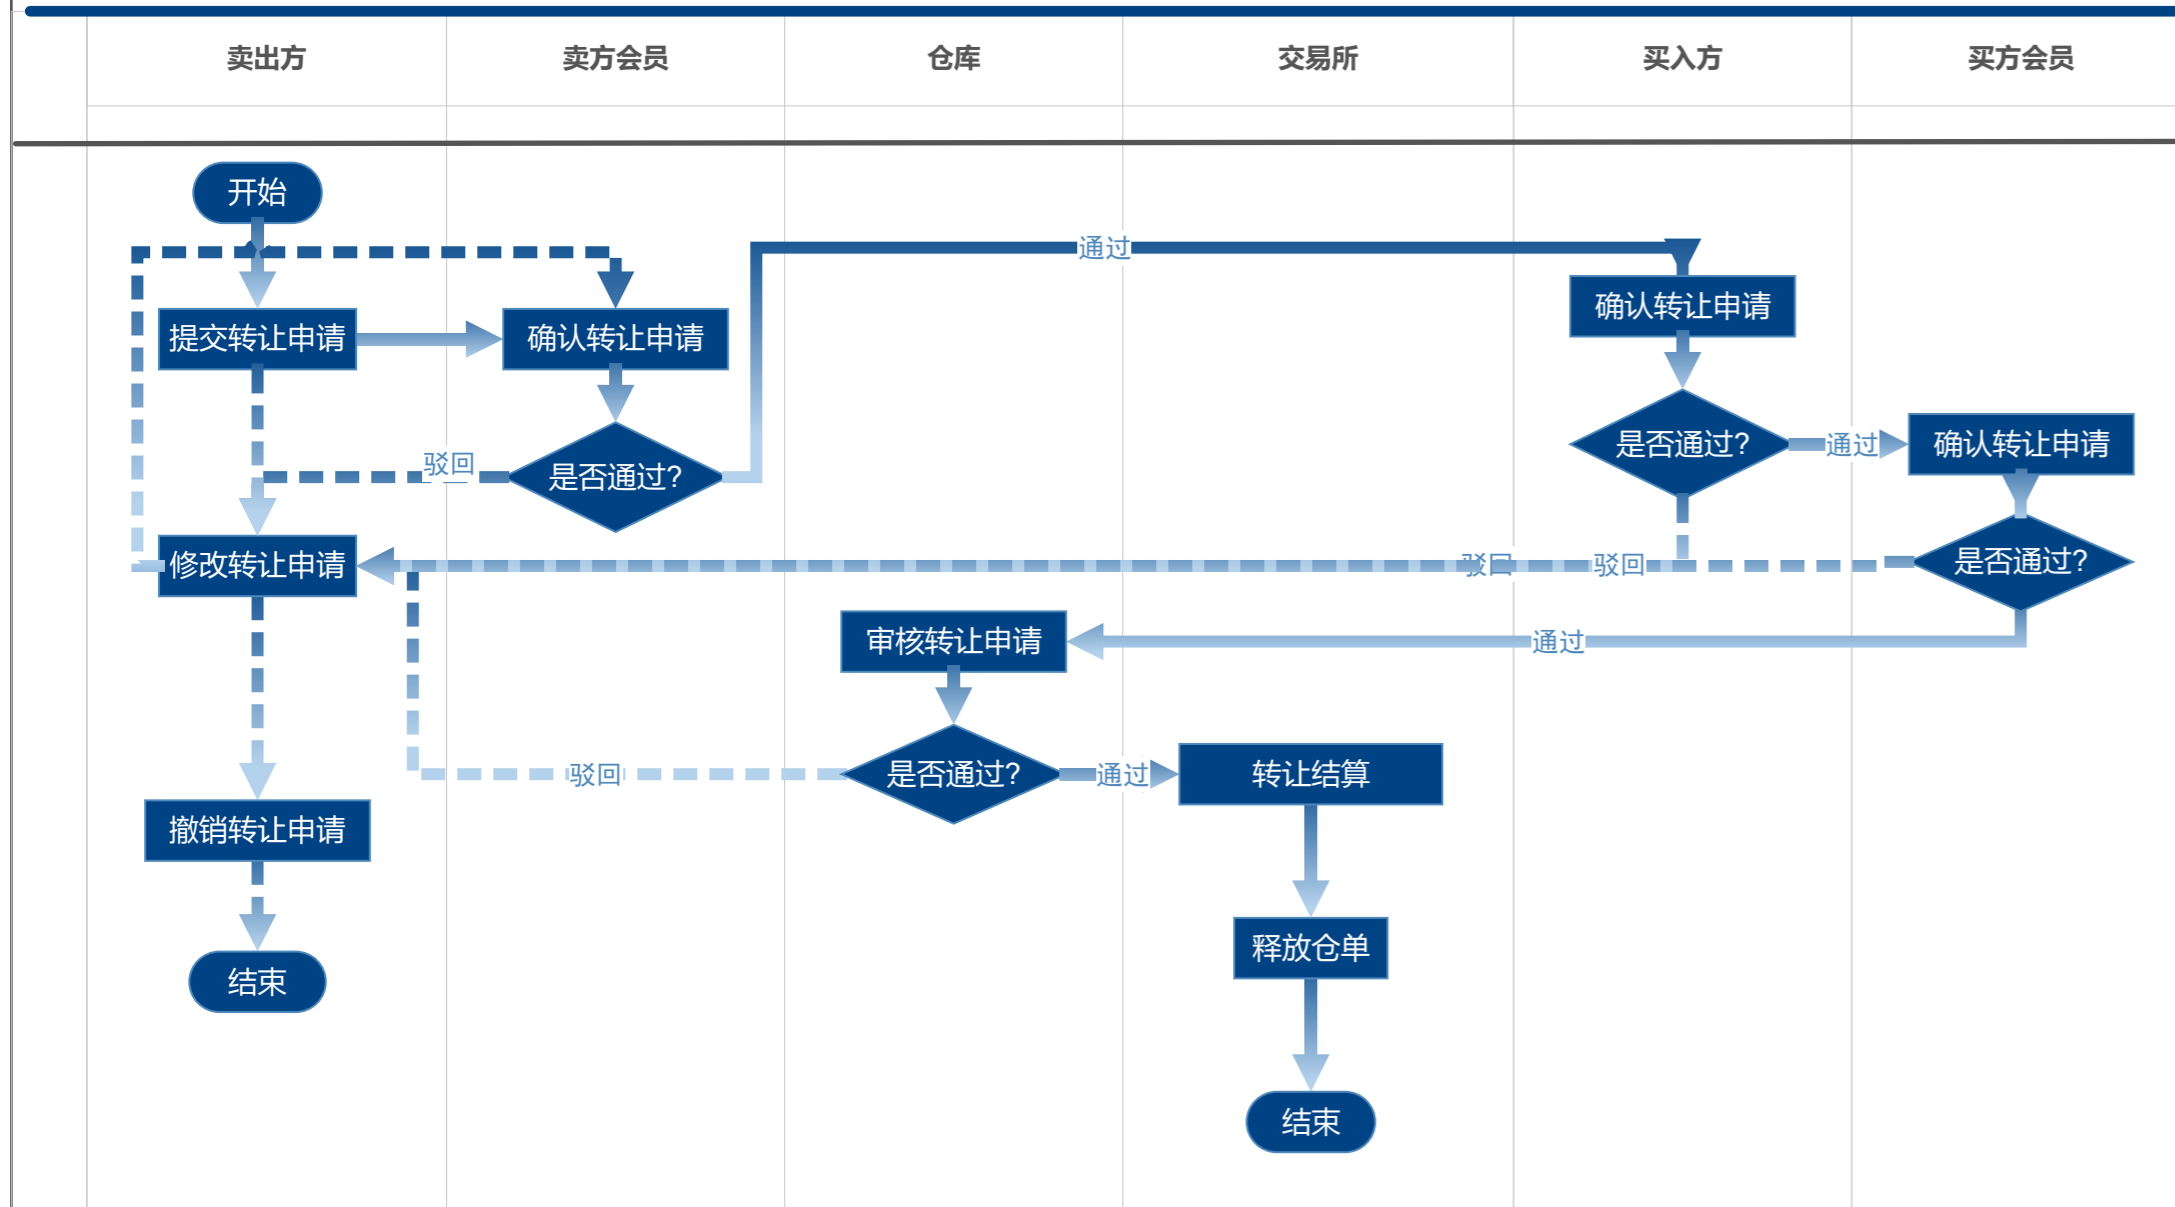 卖出方
卖方会员
仓库
交易所
买入方
买方会员
开始
通过
确认转让申请
提交转让申请
确认转让申请
驳回
是否通过?
是否通过?
通过
确认转让申请
修改转让申请
驳回
驳回
是否通过?
审核转让申请
通过
驳回
是否通过?
通过
转让结算
撤销转让申请
释放仓单
结束
结束